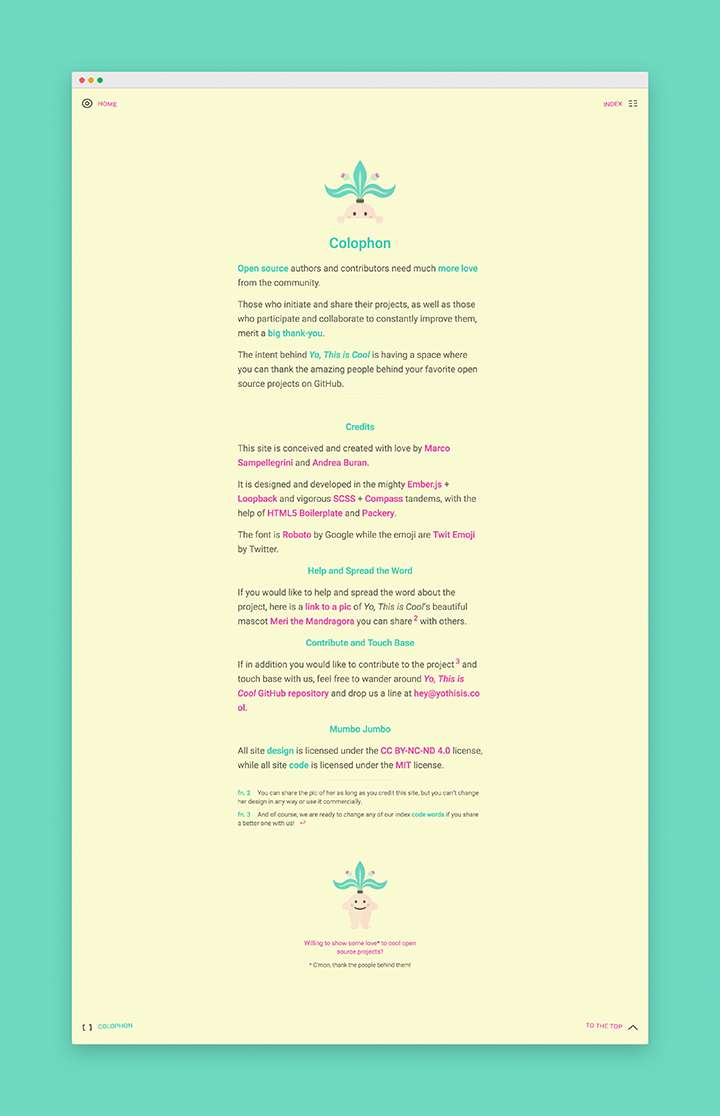 HOME
INDEX
Colophon
Open source authors and contributors need much more love
from the community.
Those who initiate and share their projects, as well as those
who participate and collaborate to constantly improve them,
merit a big thank-you.
The intent behind Yo, This is Cool is having a space where
you can thank the amazing people behind your favorite open
source projects on GitHub.
Credits
This site is conceived and created with love by Marco
Sampellegrini and Andrea Buran.
It is designed and developed in the mighty Ember.js +
Loopback and vigorous SCSS + Compass tandems, with the
help of HTML5 Boilerplate and Packery.
The font is Roboto by Google while the emoji are Twit Emoji
by Twitter.
Help and Spread the Word
If you would like to help and spread the word about the
project, here is a link to a pic of Yo, This is Cool's beautiful
mascot Meri the Mandragora you can share 2 with others.
Contribute and Touch Base
If in addition you would like to contribute to the project 3 and
touch base with us, feel free to wander around Yo, This is
Cool GitHub repository and drop us a line at hey@yothisis.co
ol.
Mumbo Jumbo
All site design is licensed under the CC BY-NC-ND 4.0 license,
while all site code is licensed under the MIT license.
fn. 2 You can share the pic of her as long as you credit this site, but you can't change
her design in any way or use it commercially.
fn. 3 And of course, we are ready to change any of our index code words if you share
a better one with us! ↩
Willing to show some love* to cool open
source projects?
* C'mon, thank the people behind them!
[ ] COLOPHON
TO THE TOP